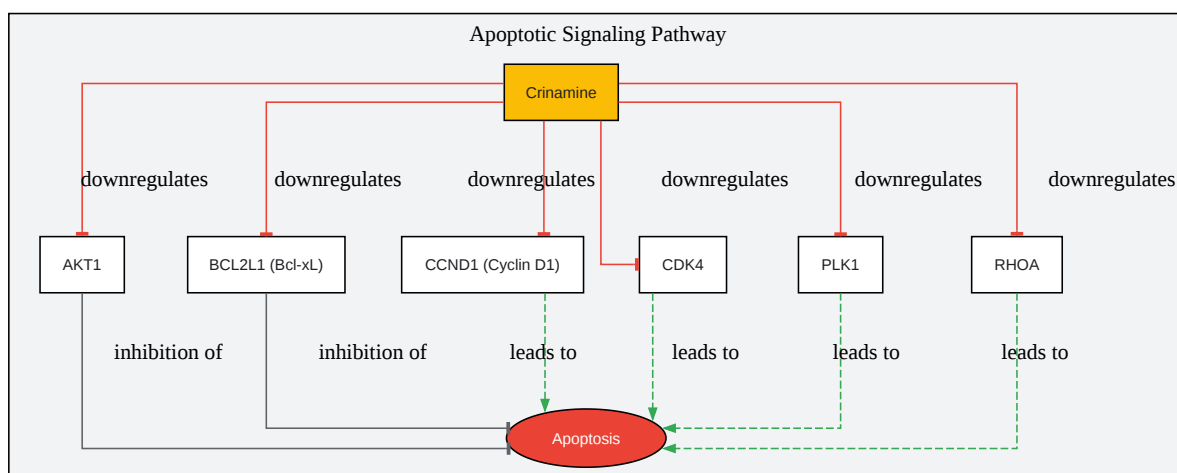 Apoptotic Signaling Pathway
Crinamine
downregulates
downregulates
downregulates
downregulates
downregulates
downregulates
AKT1
BCL2L1 (Bcl-xL)
CCND1 (Cyclin D1)
CDK4
PLK1
RHOA
inhibition of
inhibition of
leads to
leads to
leads to
leads to
Apoptosis